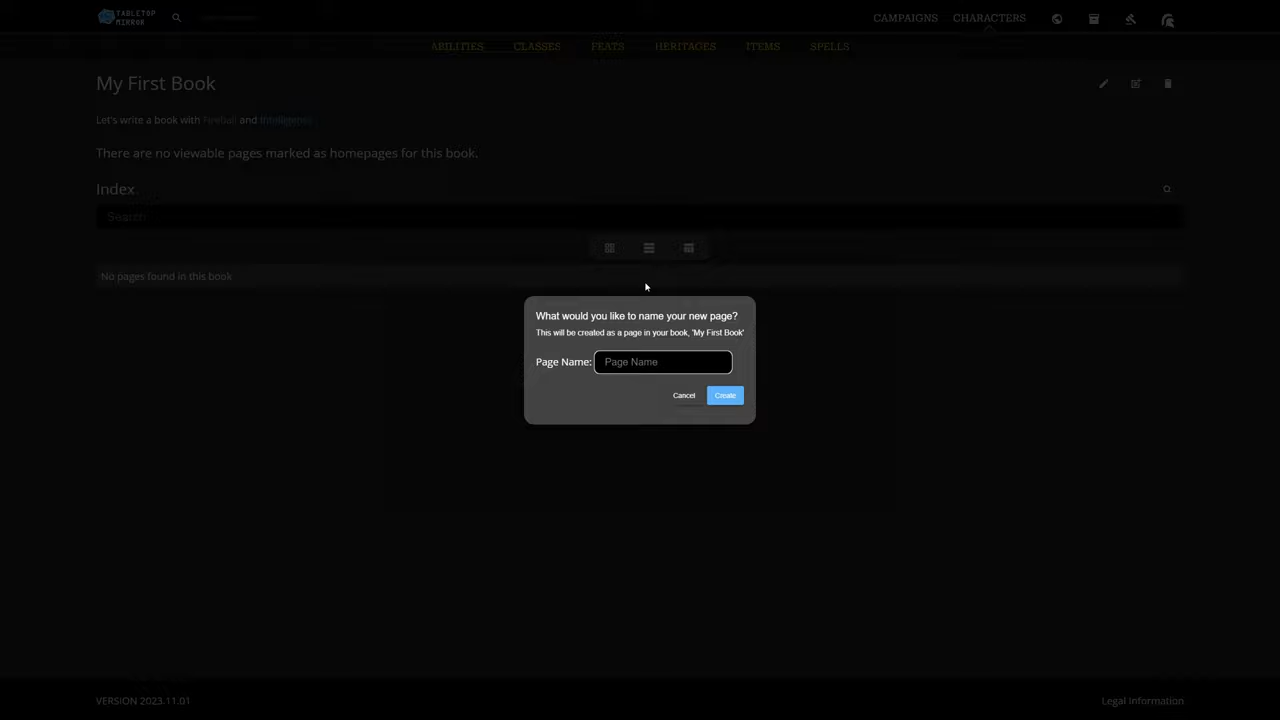 TABLETOP
MIRROR
CAMPAIGNS
CHARACTERS
ABILITIES
CLASSES
FEATS
HERITAGES
ITEMS
SPELLS
My First Book
Let's write a book with Fireball and Intelligence
There are no viewable pages marked as homepages for this book.
Index
Search
No pages found in this book
What would you like to name your new page?
This will be created as a page in your book, 'My First Book'
Page Name: Page Name
Cancel
Create
VERSION 2023.11.01
Legal Information